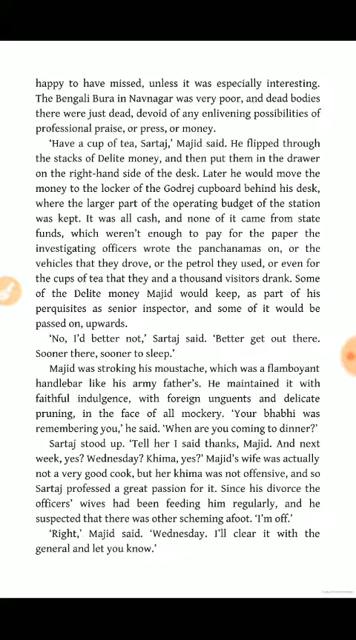 happy to have missed, unless it was especially interesting.
The Bengali Bura in Navnagar was very poor, and dead bodies
there were just dead, devoid of any enlivening possibilities of
professional praise, or press, or money.
‘Have a cup of tea, Sartaj,’ Majid said. He flipped through
the stacks of Delite money, and then put them in the drawer
on the right-hand side of the desk. Later he would move the
money to the locker of the Godrej cupboard behind his desk,
where the larger part of the operating budget of the station
was kept. It was all cash, and none of it came from state
funds, which weren’t enough to pay for the paper the
investigating officers wrote the panchanamas on, or the
vehicles that they drove, or the petrol they used, or even for
the cups of tea that they and a thousand visitors drank. Some
of the Delite money Majid would keep, as part of his
perquisites as senior inspector, and some of it would be
passed on, upwards.
‘No, I’d better not,’ Sartaj said. ‘Better get out there.
Sooner there, sooner to sleep.’
Majid was stroking his moustache, which was a flamboyant
handlebar like his army father’s. He maintained it with
faithful indulgence, with foreign unguents and delicate
pruning, in the face of all mockery. ‘Your bhabhi was
remembering you,’ he said. ‘When are you coming to dinner?’
Sartaj stood up. ‘Tell her I said thanks, Majid. And next
week, yes? Wednesday? Khima, yes?’ Majid’s wife was actually
not a very good cook, but her khima was not offensive, and so
Sartaj professed a great passion for it. Since his divorce the
officers’ wives had been feeding him regularly, and he
suspected that there was other scheming afoot. ‘I’m off.’
‘Right,’ Majid said. ‘Wednesday. I’ll clear it with the
general and let you know.’